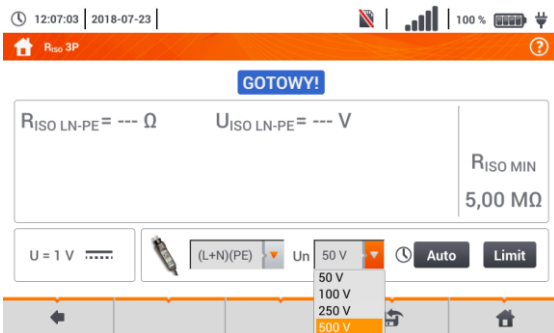 12:07:03 2018-07-23 100 %
RISO 3P ?
GOTOWY!
RISO LN-PE= --- Ω UISO LN-PE= --- V
RISO MIN
5,00 MΩ
U = 1 V (L+N)(PE) Un 50 V Auto Limit
50 V
100 V
250 V
500 V